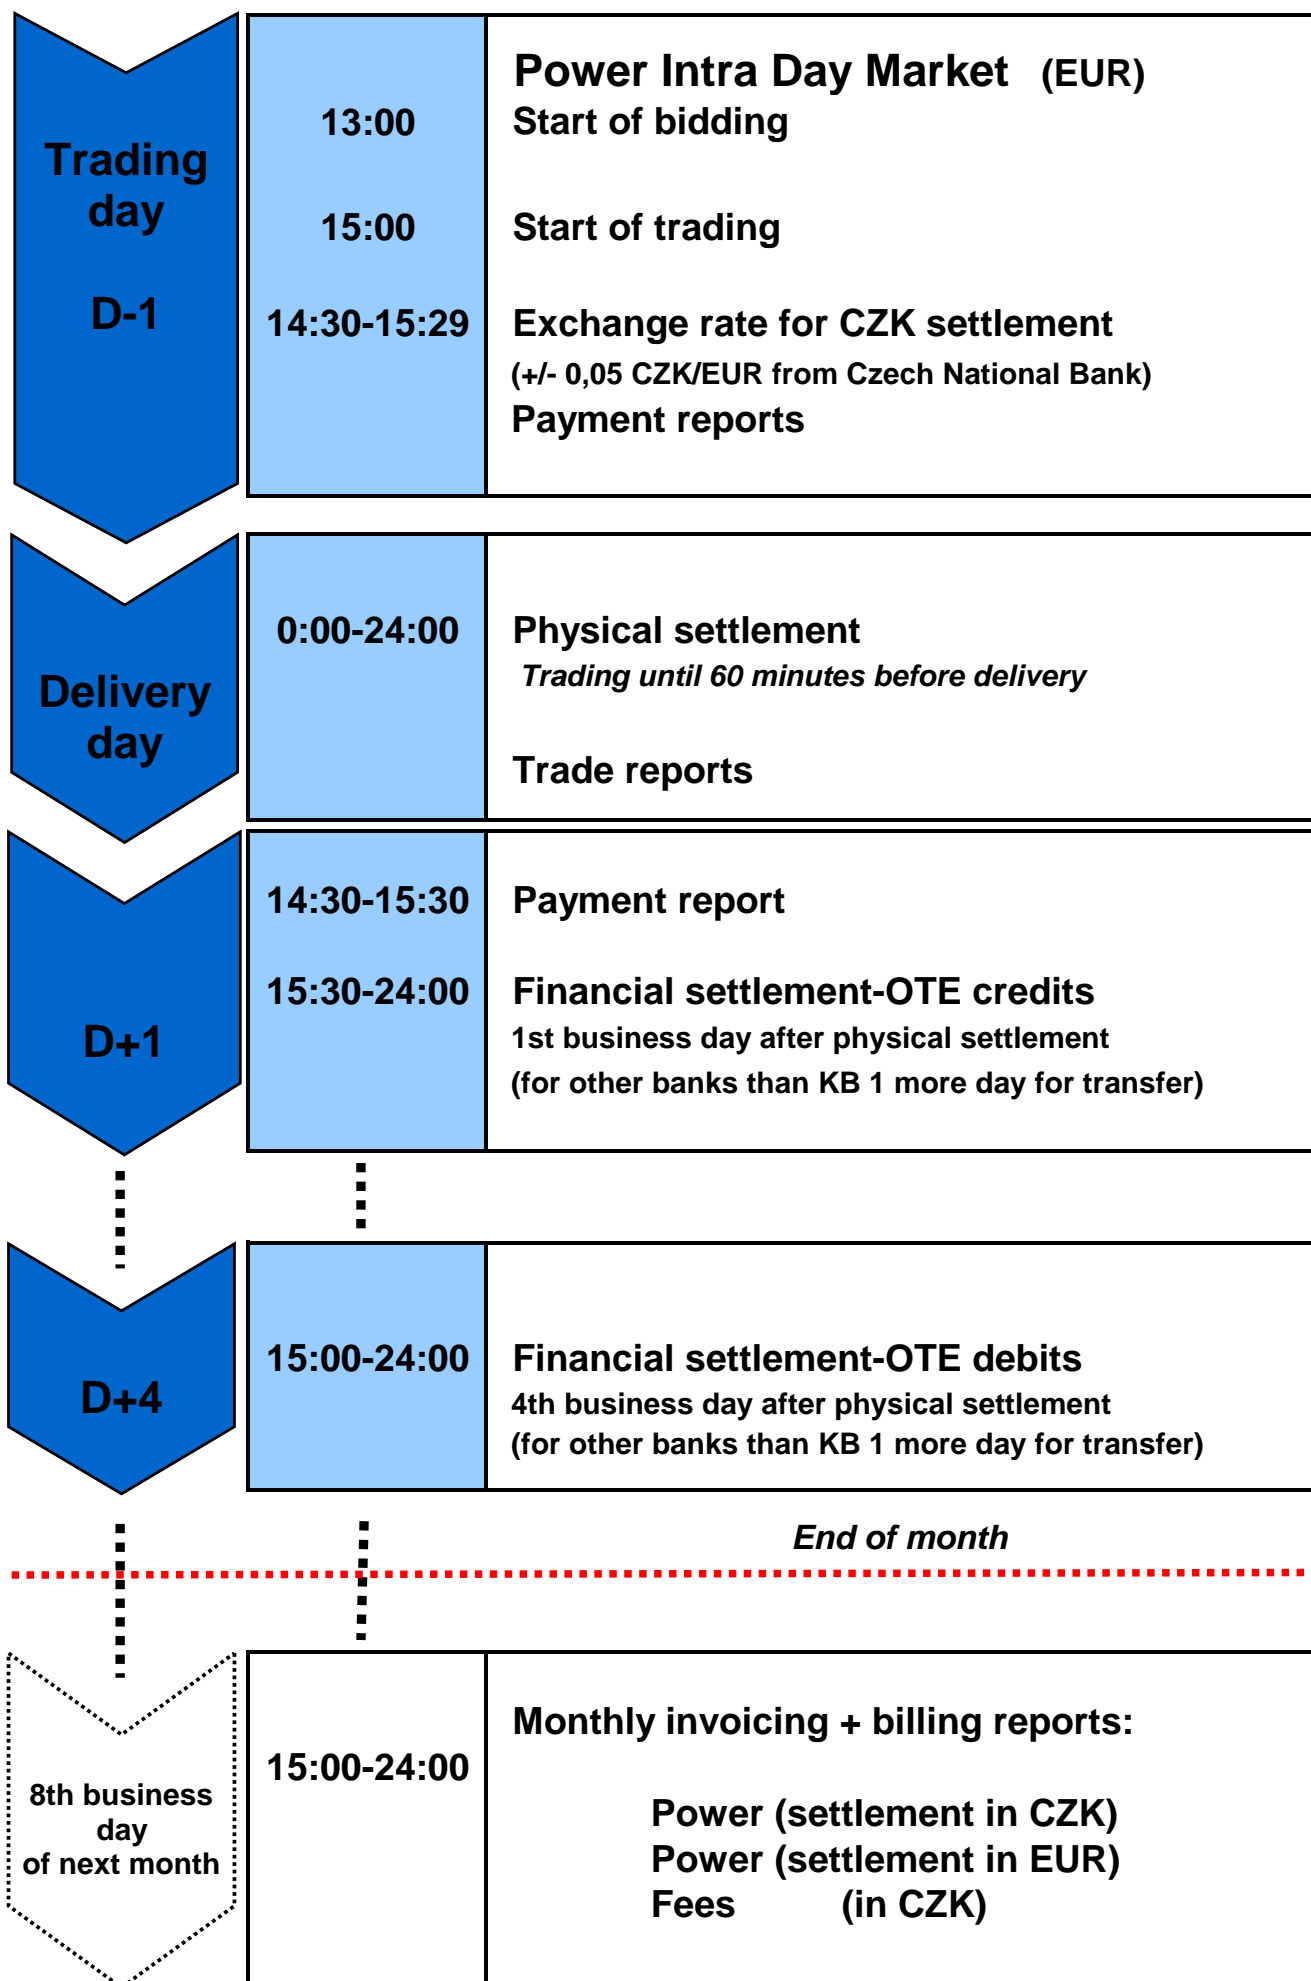 Power Intra Day Market (EUR)
13:00 Start of bidding
Trading
day
15:00 Start of trading
D-1 14:30-15:29 Exchange rate for CZK settlement
(+/- 0,05 CZK/EUR from Czech National Bank)
Payment reports
0:00-24:00 Physical settlement
Trading until 60 minutes before delivery
Delivery
day
Trade reports
14:30-15:30 Payment report
15:30-24:00 Financial settlement-OTE credits
D+1 1st business day after physical settlement
(for other banks than KB 1 more day for transfer)
15:00-24:00 Financial settlement-OTE debits
D+4 4th business day after physical settlement
(for other banks than KB 1 more day for transfer)
End of month
Monthly invoicing + billing reports:
15:00-24:00
8th business
day
of next month
Power (settlement in CZK)
Power (settlement in EUR)
Fees (in CZK)